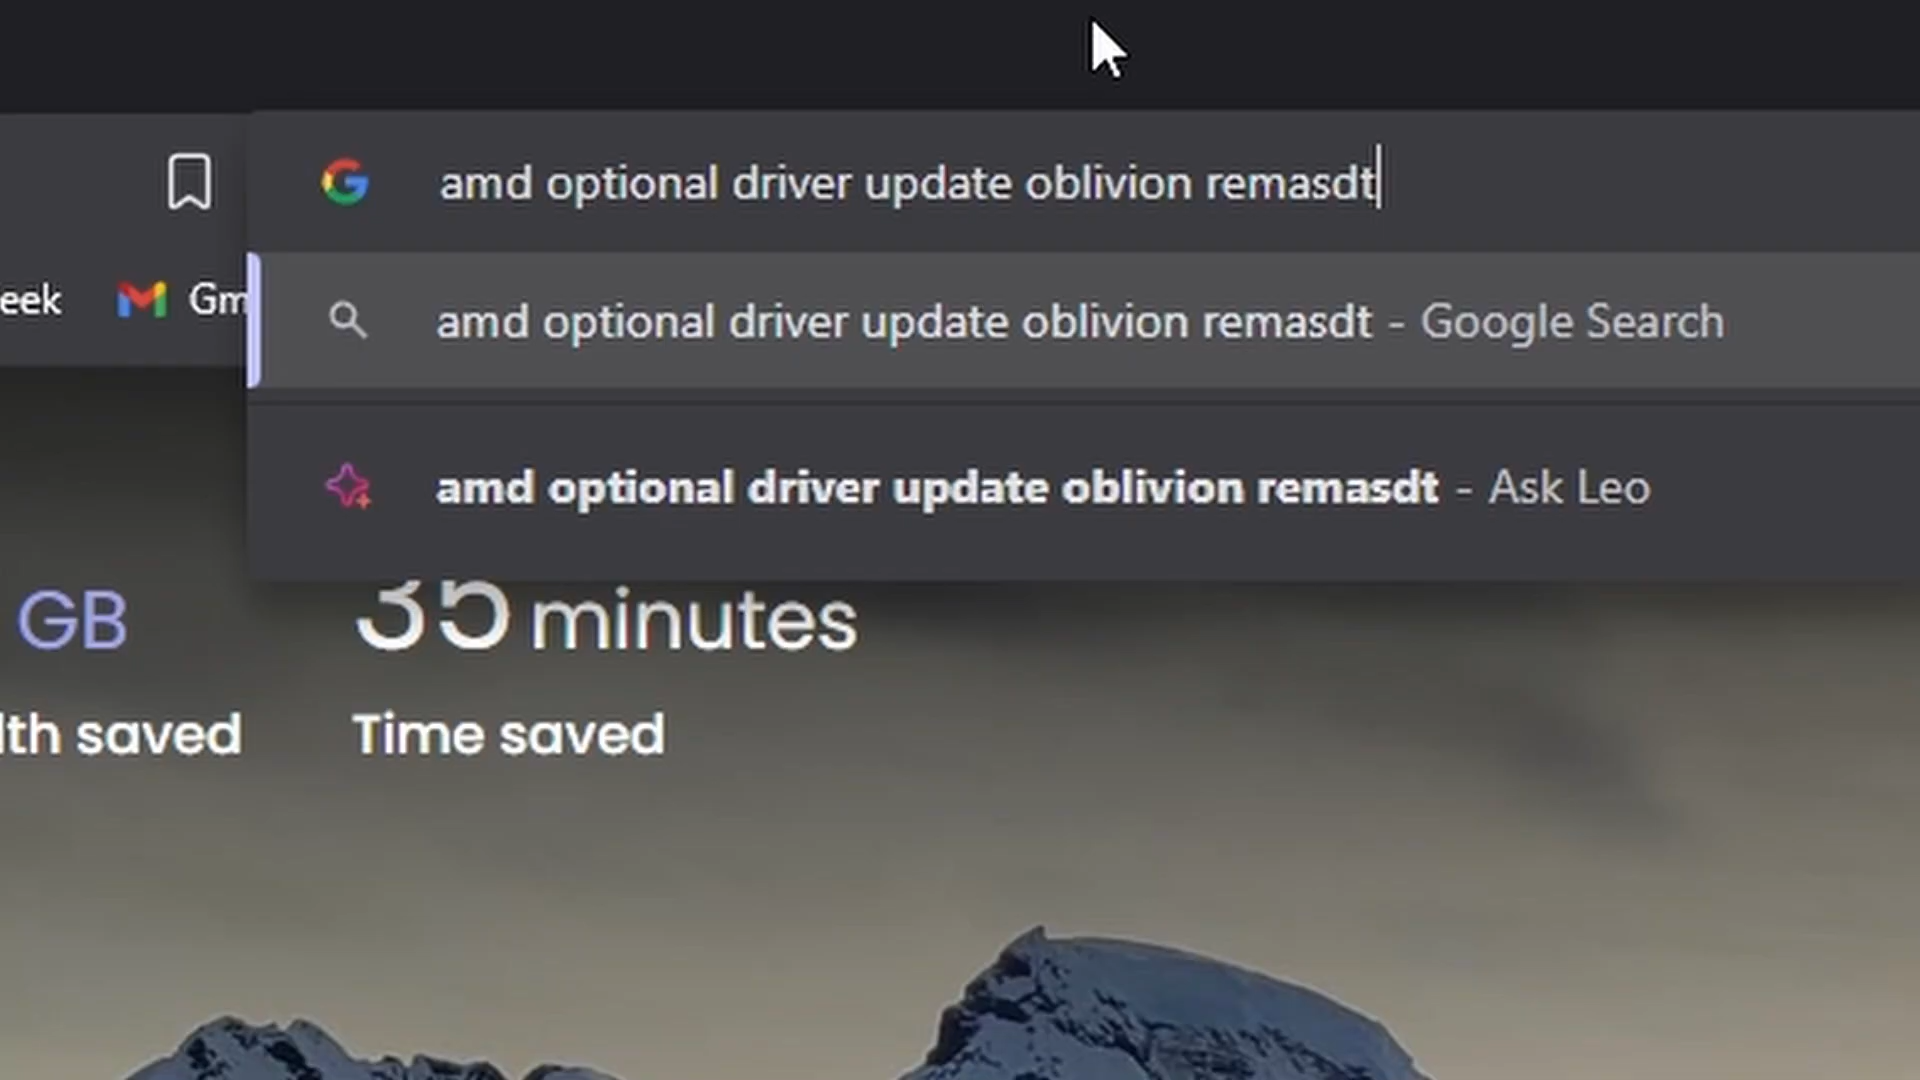 amd optional driver update oblivion remasdt
eek Gm
amd optional driver update oblivion remasdt - Google Search
amd optional driver update oblivion remasdt - Ask Leo
GB 35 minutes
lth saved Time saved